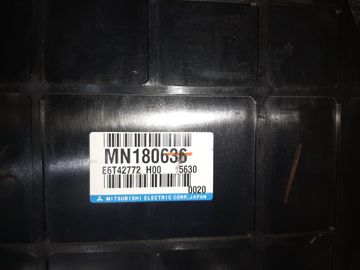 MN180636
E6T42772 H00 5630
0020
MITSUBISHI ELECTRIC CORP. JAPAN